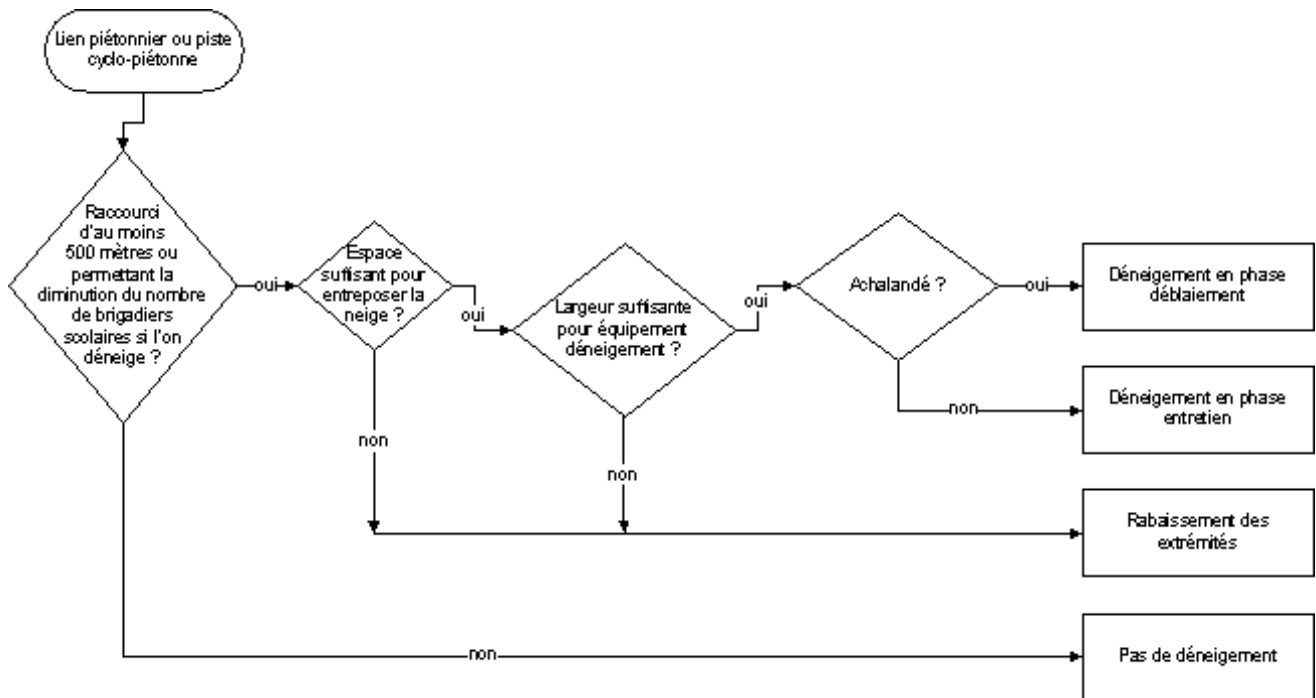 Lien piétonnier ou piste
cyclo-piétonne
Raccourci
d'au moins
500 mètres ou
permettant la
diminution du nombre
de brigadiers
scolaires si l'on
déneige ?
oui
Espace
suffisant pour
entreposer la
neige ?
oui
Largeur suffisante
pour équipement
déneigement ?
oui
Achalandé ?
oui
Déneigement en phase
déblaiement
non
Déneigement en phase
entretien
non
non
Rabaissement des
extrémités
non
Pas de déneigement